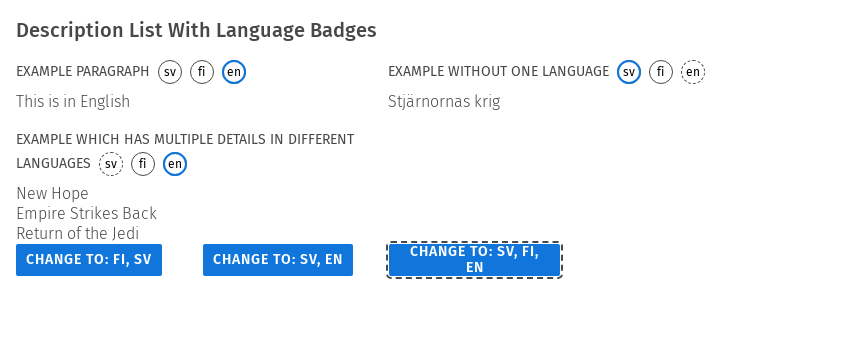 Description List With Language Badges
EXAMPLE PARAGRAPH sv fi en
This is in English
EXAMPLE WITHOUT ONE LANGUAGE sv fi en
Stjärnornas krig
EXAMPLE WHICH HAS MULTIPLE DETAILS IN DIFFERENT
LANGUAGES sv fi en
New Hope
Empire Strikes Back
Return of the Jedi
CHANGE TO: FI, SV
CHANGE TO: SV, EN
CHANGE TO: SV, FI,
EN